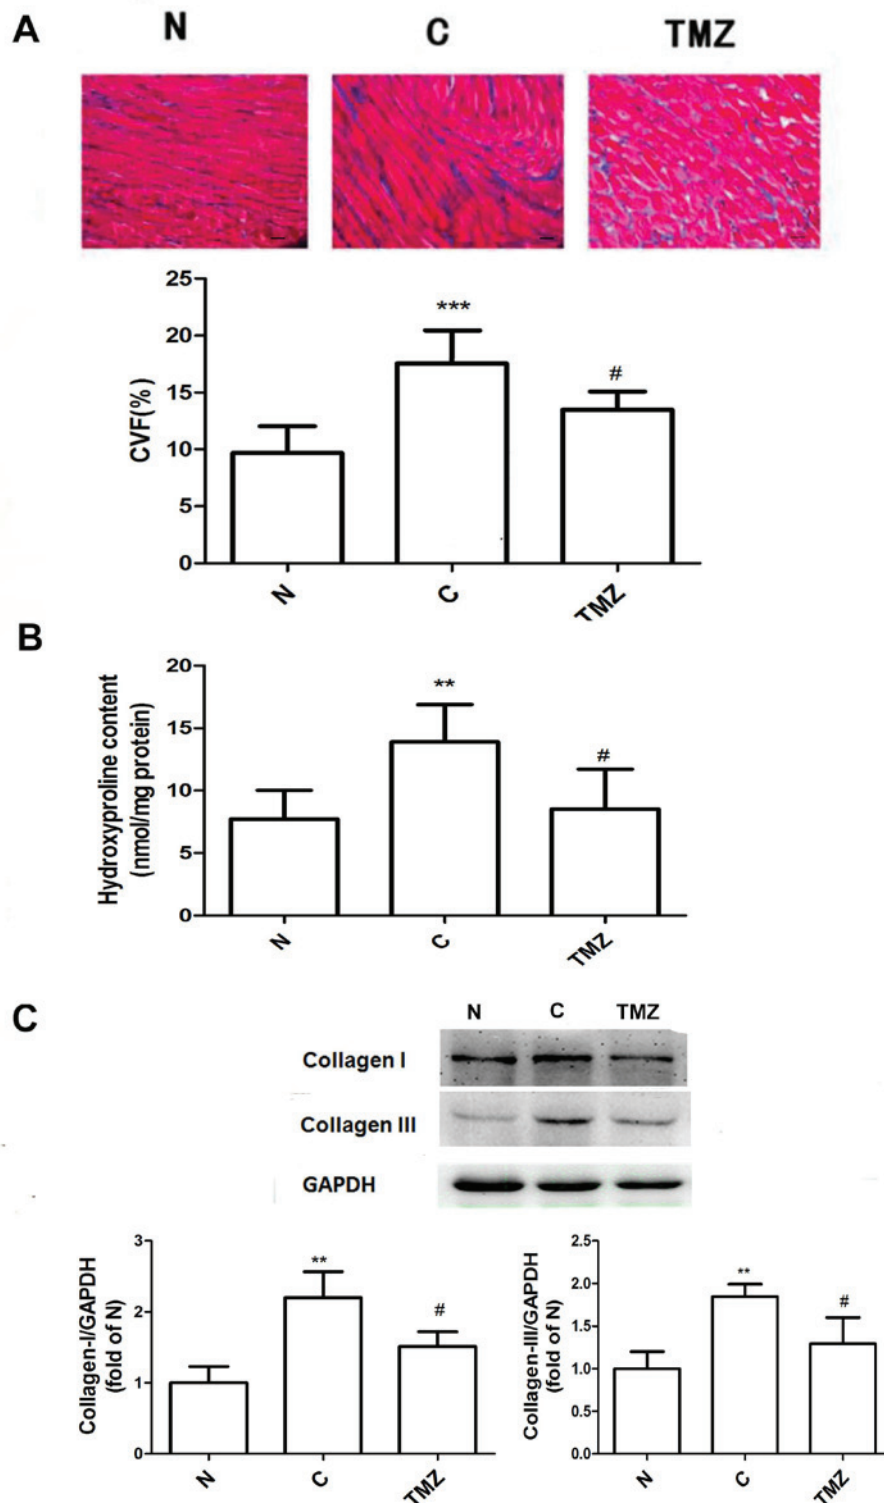 A
N
C
TMZ
CVF(%)
25
20
15
10
5
0
***
#
N
C
TMZ
B
Hydroxyproline content
(nmol/mg protein)
20
15
10
5
0
**
#
N
C
TMZ
C
N
C
TMZ
Collagen I
Collagen III
GAPDH
Collagen-I/GAPDH
(fold of N)
3
2
1
0
**
#
N
C
TMZ
Collagen-III/GAPDH
(fold of N)
2.5
2.0
1.5
1.0
0.5
0.0
**
#
N
C
TMZ